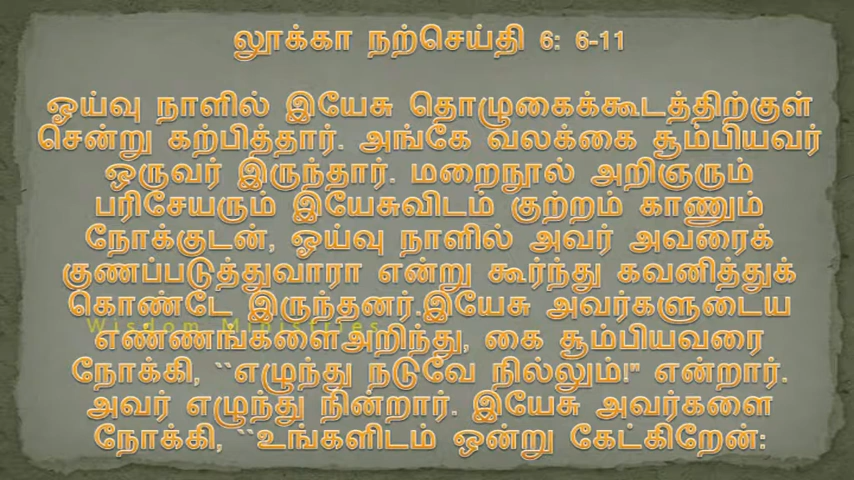 லூக்கா நற்செய்தி 6: 6-11
ஓய்வு நாளில் இயேசு தொழுகைக்கூடத்திற்குள்
சென்று கற்பித்தார். அங்கே வலக்கை சூம்பியவர்
ஒருவர் இருந்தார். மறைநூல் அறிஞரும்
பரிசேயரும் இயேசுவிடம் குற்றம் காணும்
நோக்குடன், ஓய்வு நாளில் அவர் அவரைக்
குணப்படுத்துவாரா என்று கூர்ந்து கவனித்துக்
கொண்டே இருந்தனர்.இயேசு அவர்களுடைய
Wisdom Ministries
எண்ணங்களைஅறிந்து, கை சூம்பியவரை
நோக்கி, ``எழுந்து நடுவே நில்லும்!" என்றார்.
அவர் எழுந்து நின்றார். இயேசு அவர்களை
நோக்கி, ``உங்களிடம் ஒன்று கேட்கிறேன்: